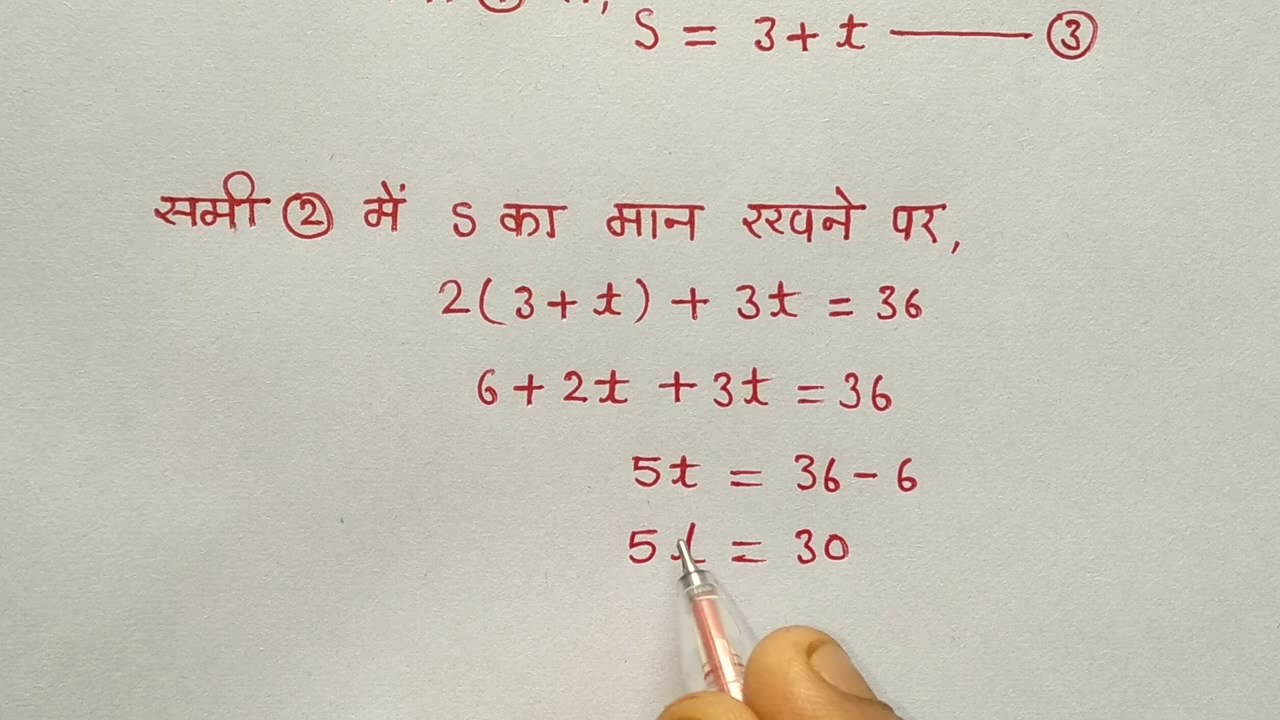 S = 3 + t —— ③
समी ② में S का मान रखने पर,
2(3 + t) + 3t = 36
6 + 2t + 3t = 36
5t = 36 - 6
5t = 30